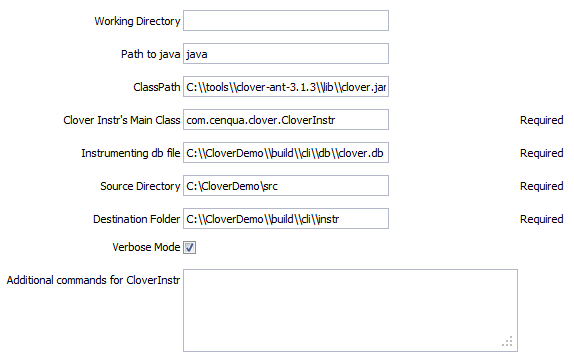 Working Directory
Path to java java
ClassPath C:\\tools\\clover-ant-3.1.3\\lib\\clover.jar
Clover Instr's Main Class com.cenqua.clover.CloverInstr Required
Instrumenting db file C:\\CloverDemo\\build\\cli\\db\\clover.db Required
Source Directory C:\CloverDemo\src Required
Destination Folder C:\\CloverDemo\\build\\cli\\instr Required
Verbose Mode
Additional commands for CloverInstr